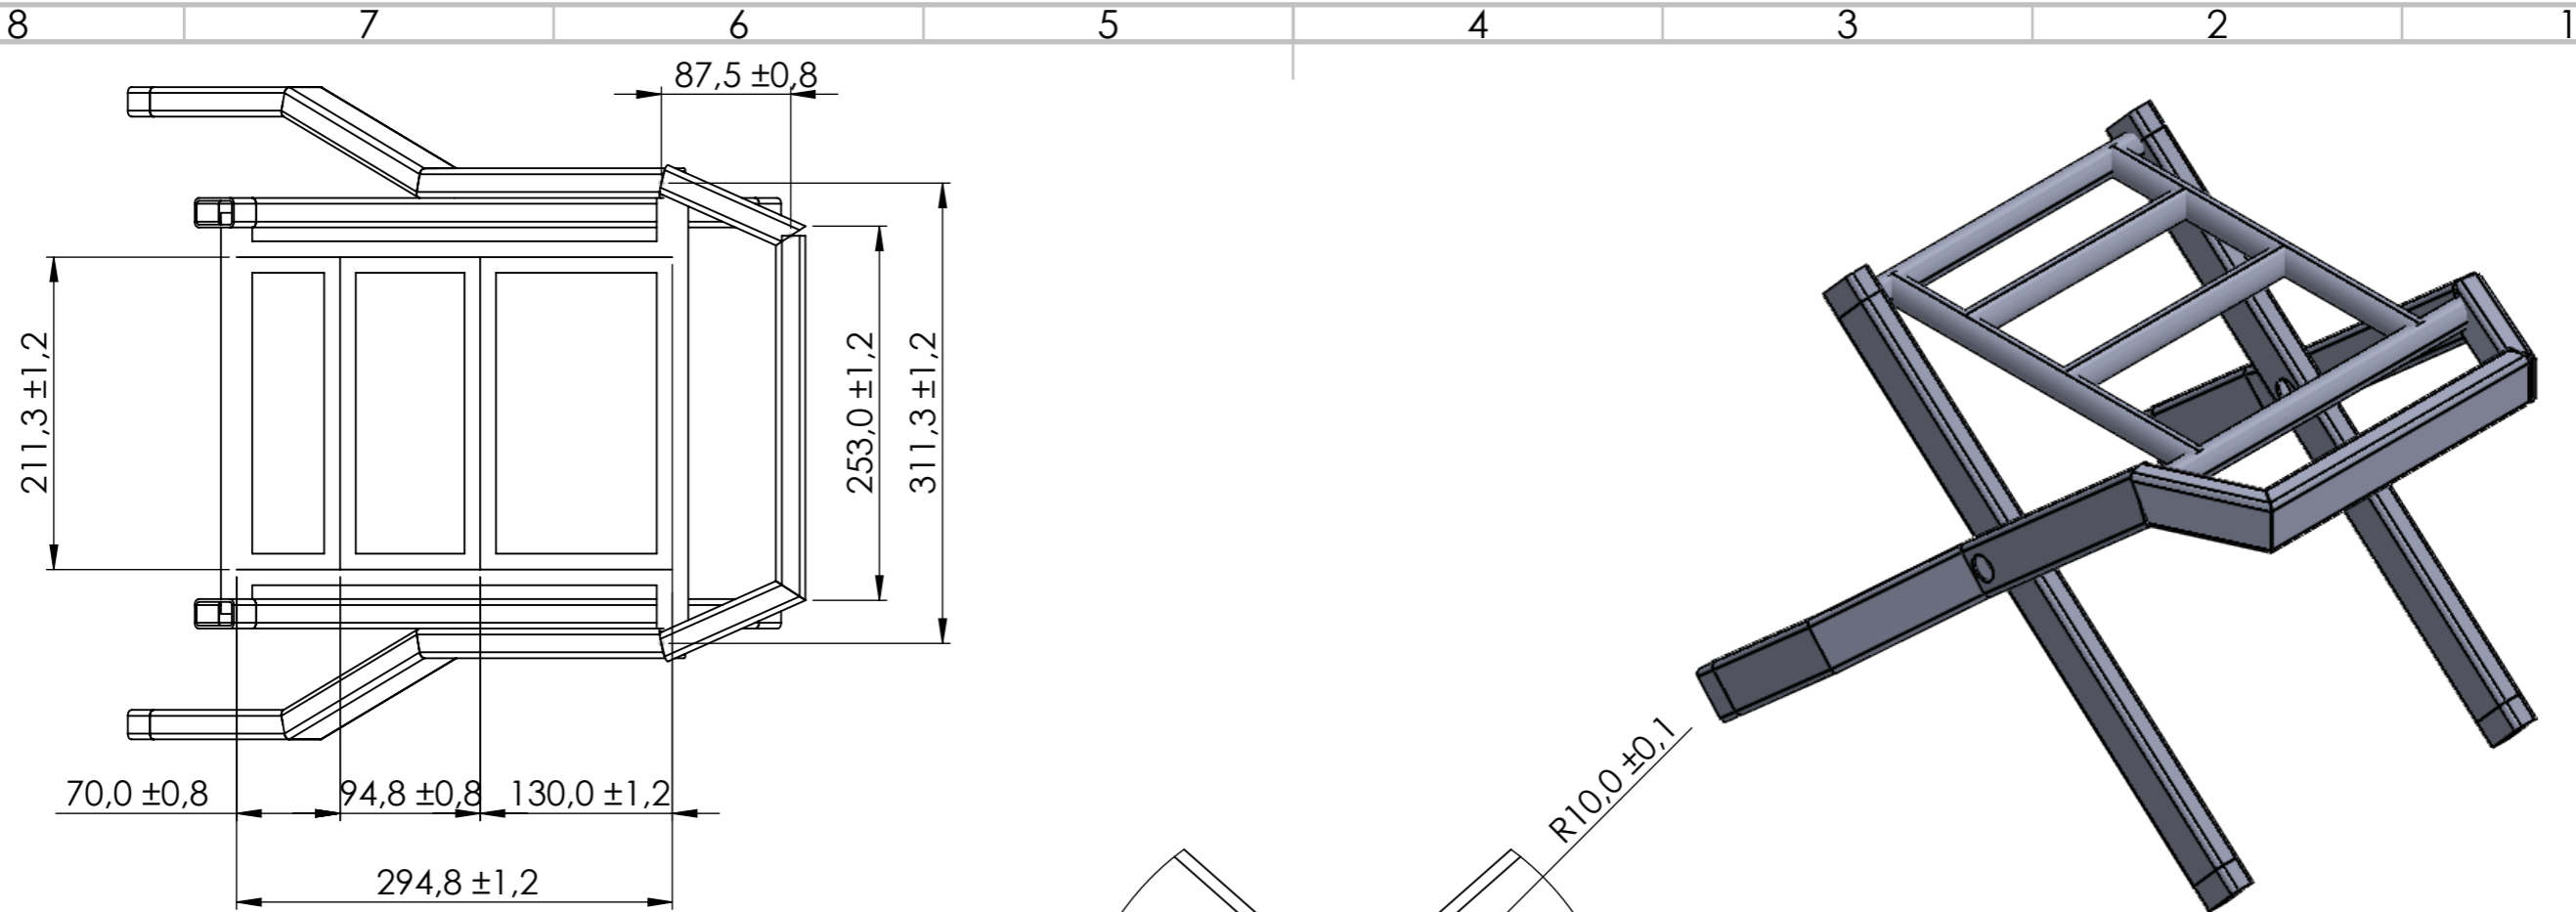 8 7 6 5 4 3 2 1
87,5 ±0,8
211,3 ±1,2
253,0 ±1,2
311,3 ±1,2
R10,0 ±0,1
70,0 ±0,8 94,8 ±0,8 130,0 ±1,2
294,8 ±1,2